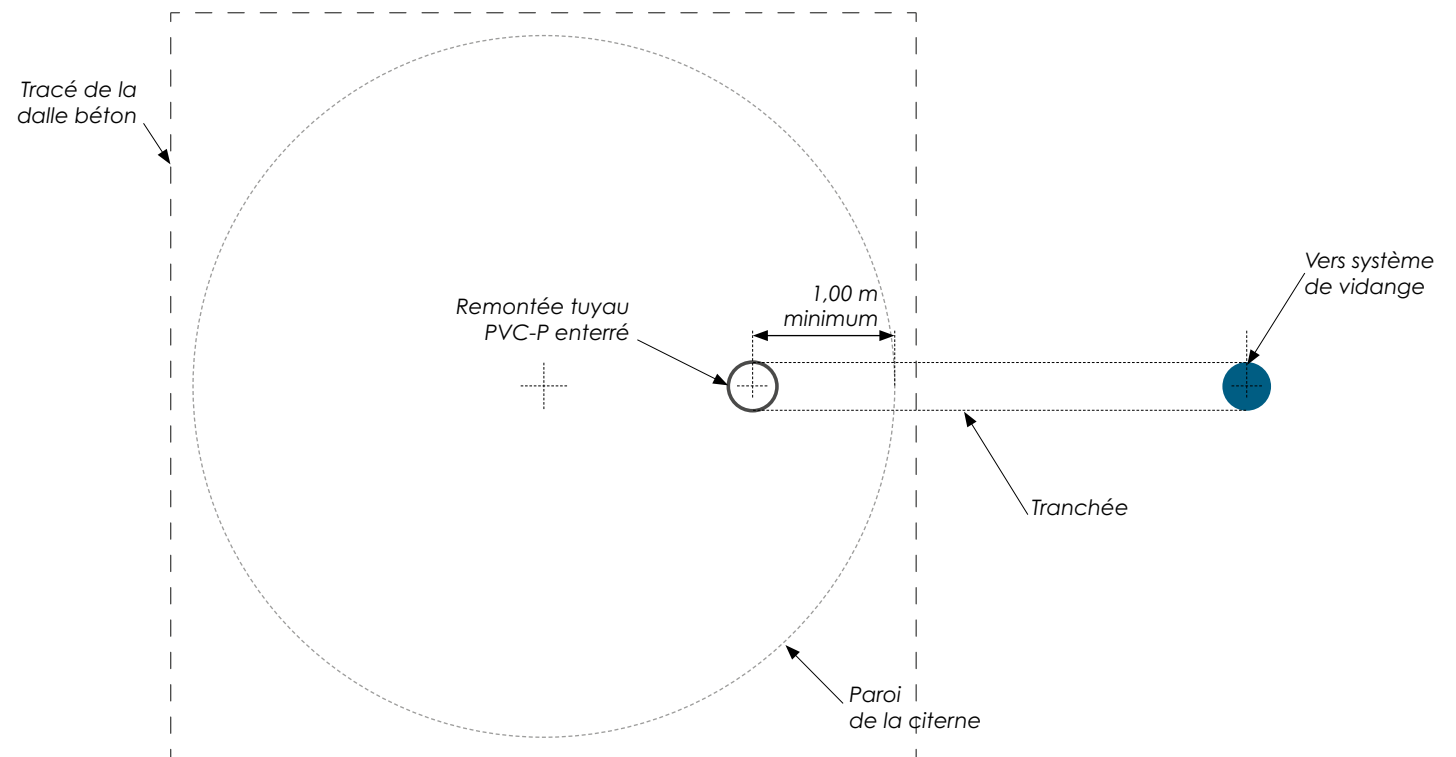 Tracé de la
dalle béton
Vers système
de vidange
1,00 m
minimum
Remontée tuyau
PVC-P enterré
Tranchée
Paroi
de la citerne